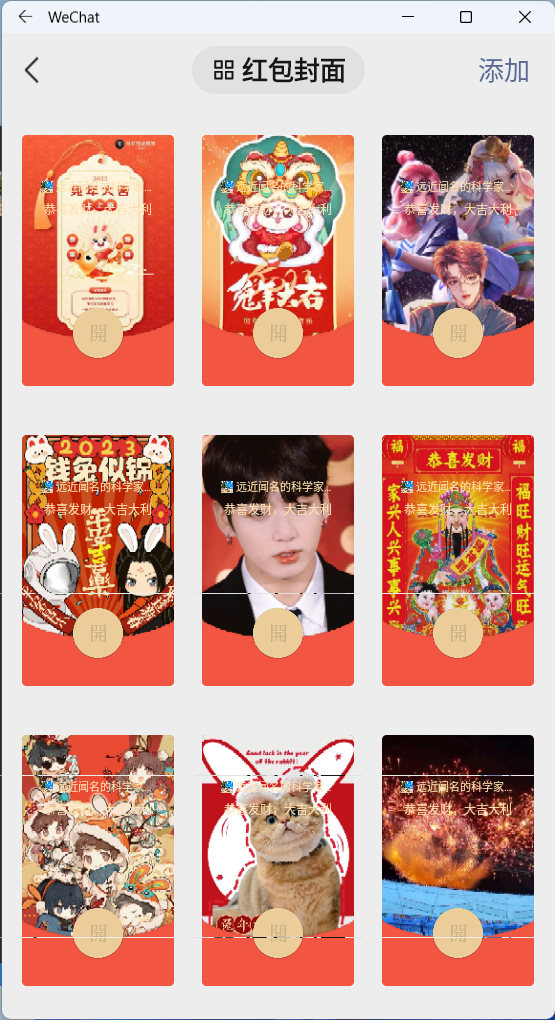 WeChat
红包封面
添加
2023
兔年大吉
远近闻名的科学家...
恭喜发财，大吉大利
開
远近闻名的科学家...
恭喜发财，大吉大利
兔年大吉
開
远近闻名的科学家...
恭喜发财，大吉大利
開
2023
钱兔似锦
远近闻名的科学家...
恭喜发财，大吉大利
平安喜樂
開
远近闻名的科学家...
恭喜发财，大吉大利
開
福
恭喜发财
福
远近闻名的科学家...
恭喜发财，大吉大利
家兴人兴事事兴
福旺财旺运气旺
開
远近闻名的科学家...
恭喜发财，大吉大利
開
Good luck in the year
of the rabbit!
远近闻名的科学家...
恭喜发财，大吉大利
開
远近闻名的科学家...
恭喜发财，大吉大利
開